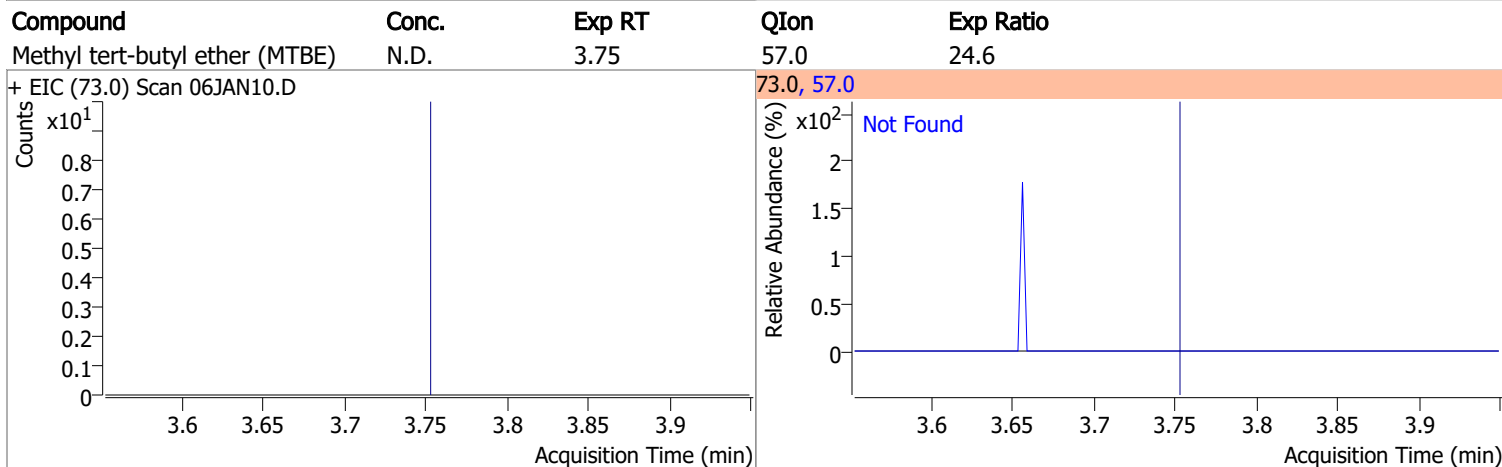 Compound Conc. Exp RT QIon Exp Ratio
Methyl tert-butyl ether (MTBE) N.D. 3.75 57.0 24.6
+ EIC (73.0) Scan 06JAN10.D
Counts
x10¹
0.8
0.7
0.6
0.5
0.4
0.3
0.2
0.1
0
3.6 3.65 3.7 3.75 3.8 3.85 3.9
Acquisition Time (min)
73.0, 57.0
Relative Abundance (%)
x10²
Not Found
2
1.5
1
0.5
0
3.6 3.65 3.7 3.75 3.8 3.85 3.9
Acquisition Time (min)